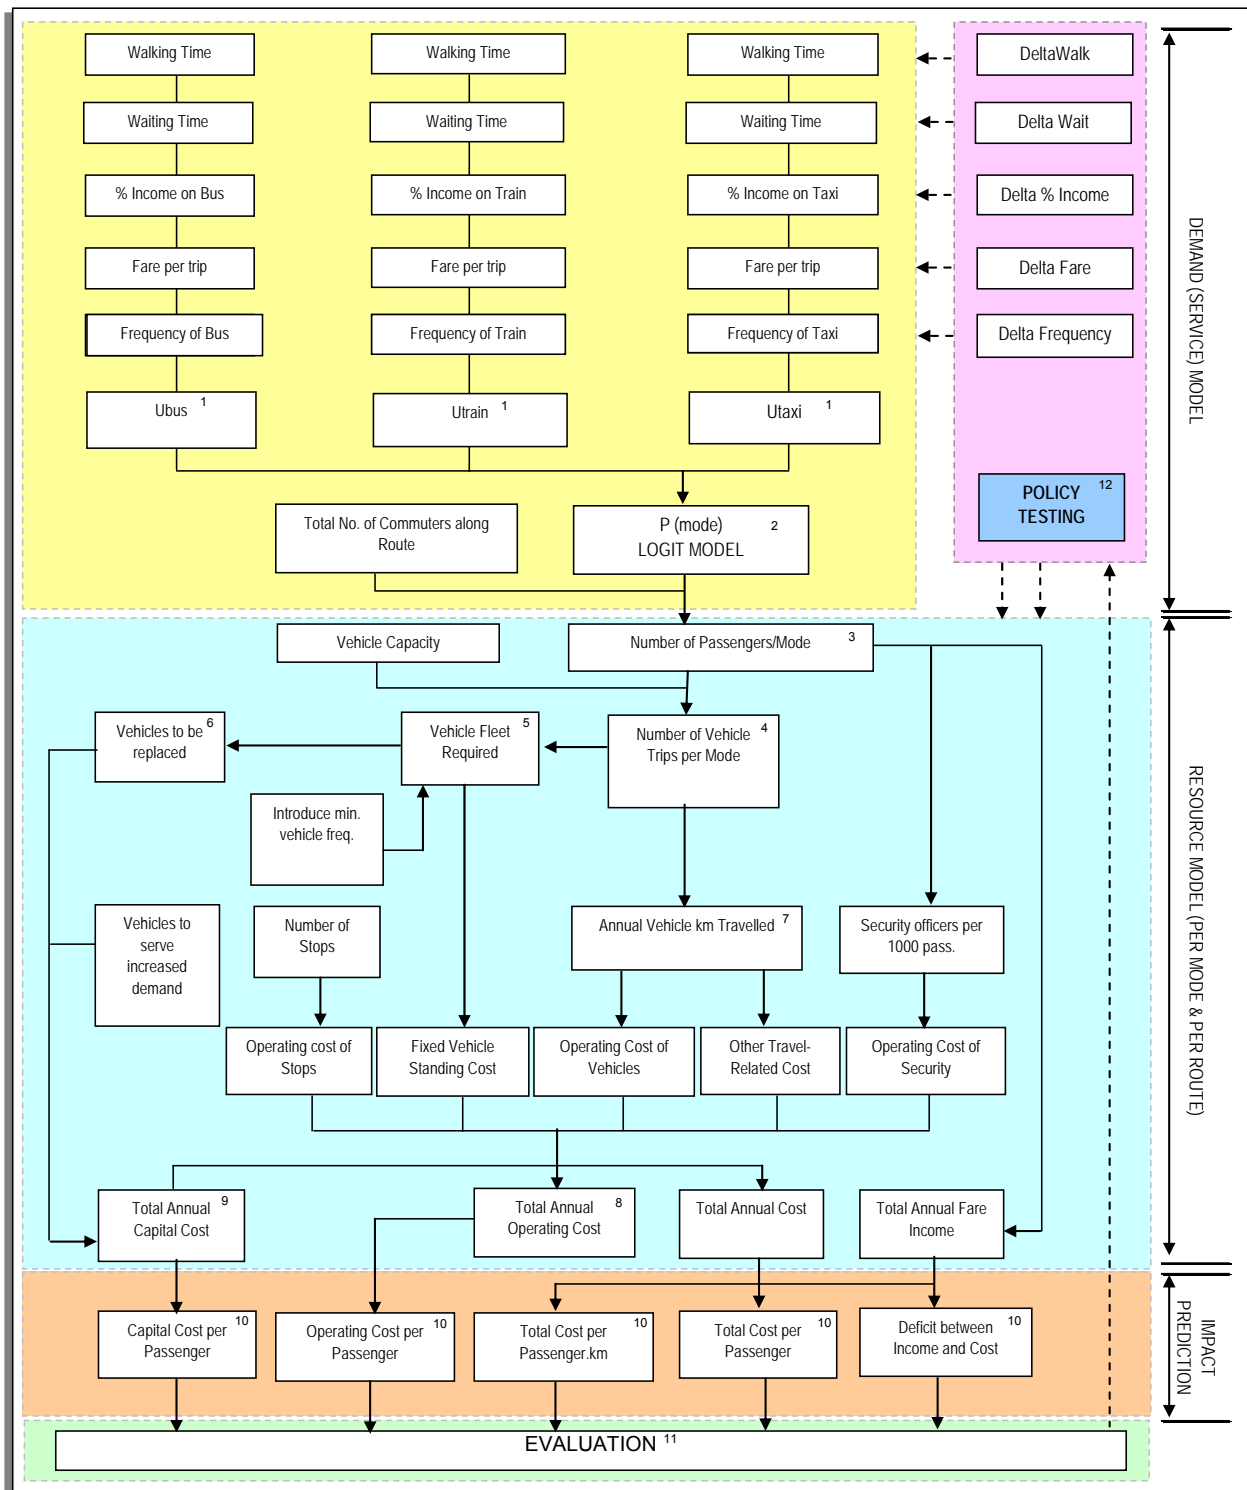 Walking Time
Walking Time
Walking Time
DeltaWalk
Waiting Time
Waiting Time
Waiting Time
Delta Wait
% Income on Bus
% Income on Train
% Income on Taxi
Delta % Income
Fare per trip
Fare per trip
Fare per trip
Delta Fare
Frequency of Bus
Frequency of Train
Frequency of Taxi
Delta Frequency
Ubus 1
Utrain 1
Utaxi 1
POLICY 12
TESTING
DEMAND (SERVICE) MODEL
Total No. of Commuters along
Route
P (mode) 2
LOGIT MODEL
Vehicle Capacity
Number of Passengers/Mode 3
Vehicles to be 6
replaced
Vehicle Fleet 5
Required
Number of Vehicle 4
Trips per Mode
Introduce min.
vehicle freq.
Vehicles to
serve
increased
demand
Number of
Stops
Annual Vehicle km Travelled 7
Security officers per
1000 pass.
Operating cost of
Stops
Fixed Vehicle
Standing Cost
Operating Cost of
Vehicles
Other Travel-
Related Cost
Operating Cost of
Security
Total Annual 9
Capital Cost
Total Annual 8
Operating Cost
Total Annual Cost
Total Annual Fare
Income
RESOURCE MODEL (PER MODE & PER ROUTE)
Capital Cost per 10
Passenger
Operating Cost per 10
Passenger
Total Cost per 10
Passenger.km
Total Cost per 10
Passenger
Deficit between 10
Income and Cost
IMPACT
PREDICTION
EVALUATION 11